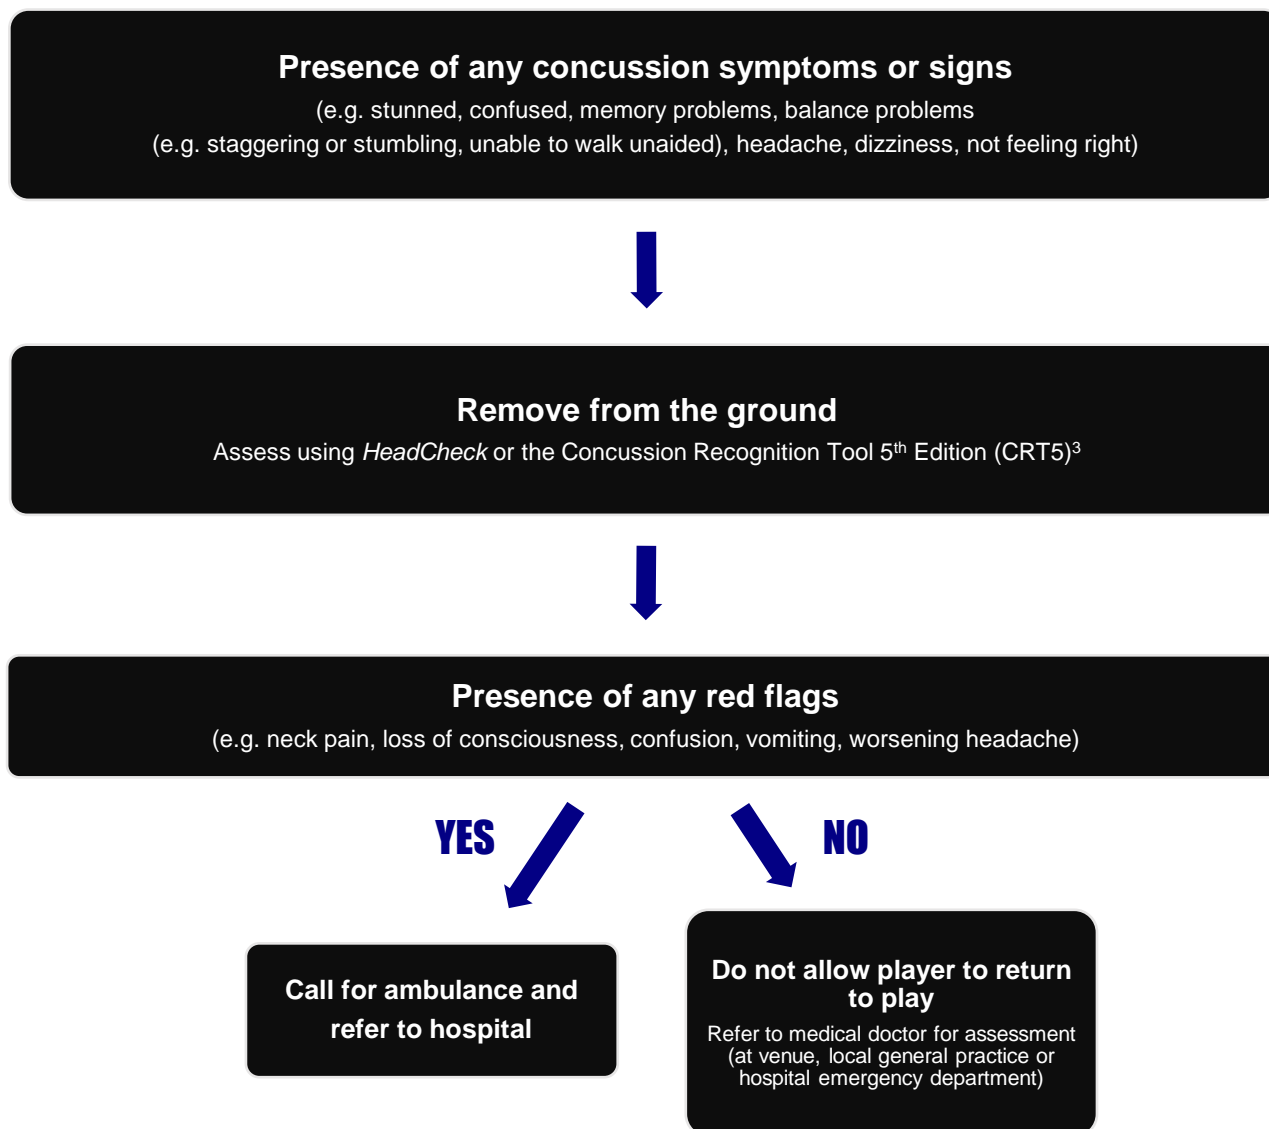 Presence of any concussion symptoms or signs
(e.g. stunned, confused, memory problems, balance problems
(e.g. staggering or stumbling, unable to walk unaided), headache, dizziness, not feeling right)
Remove from the ground
Assess using HeadCheck or the Concussion Recognition Tool 5th Edition (CRT5)3
Presence of any red flags
(e.g. neck pain, loss of consciousness, confusion, vomiting, worsening headache)
YES
NO
Call for ambulance and
refer to hospital
Do not allow player to return
to play
Refer to medical doctor for assessment
(at venue, local general practice or
hospital emergency department)